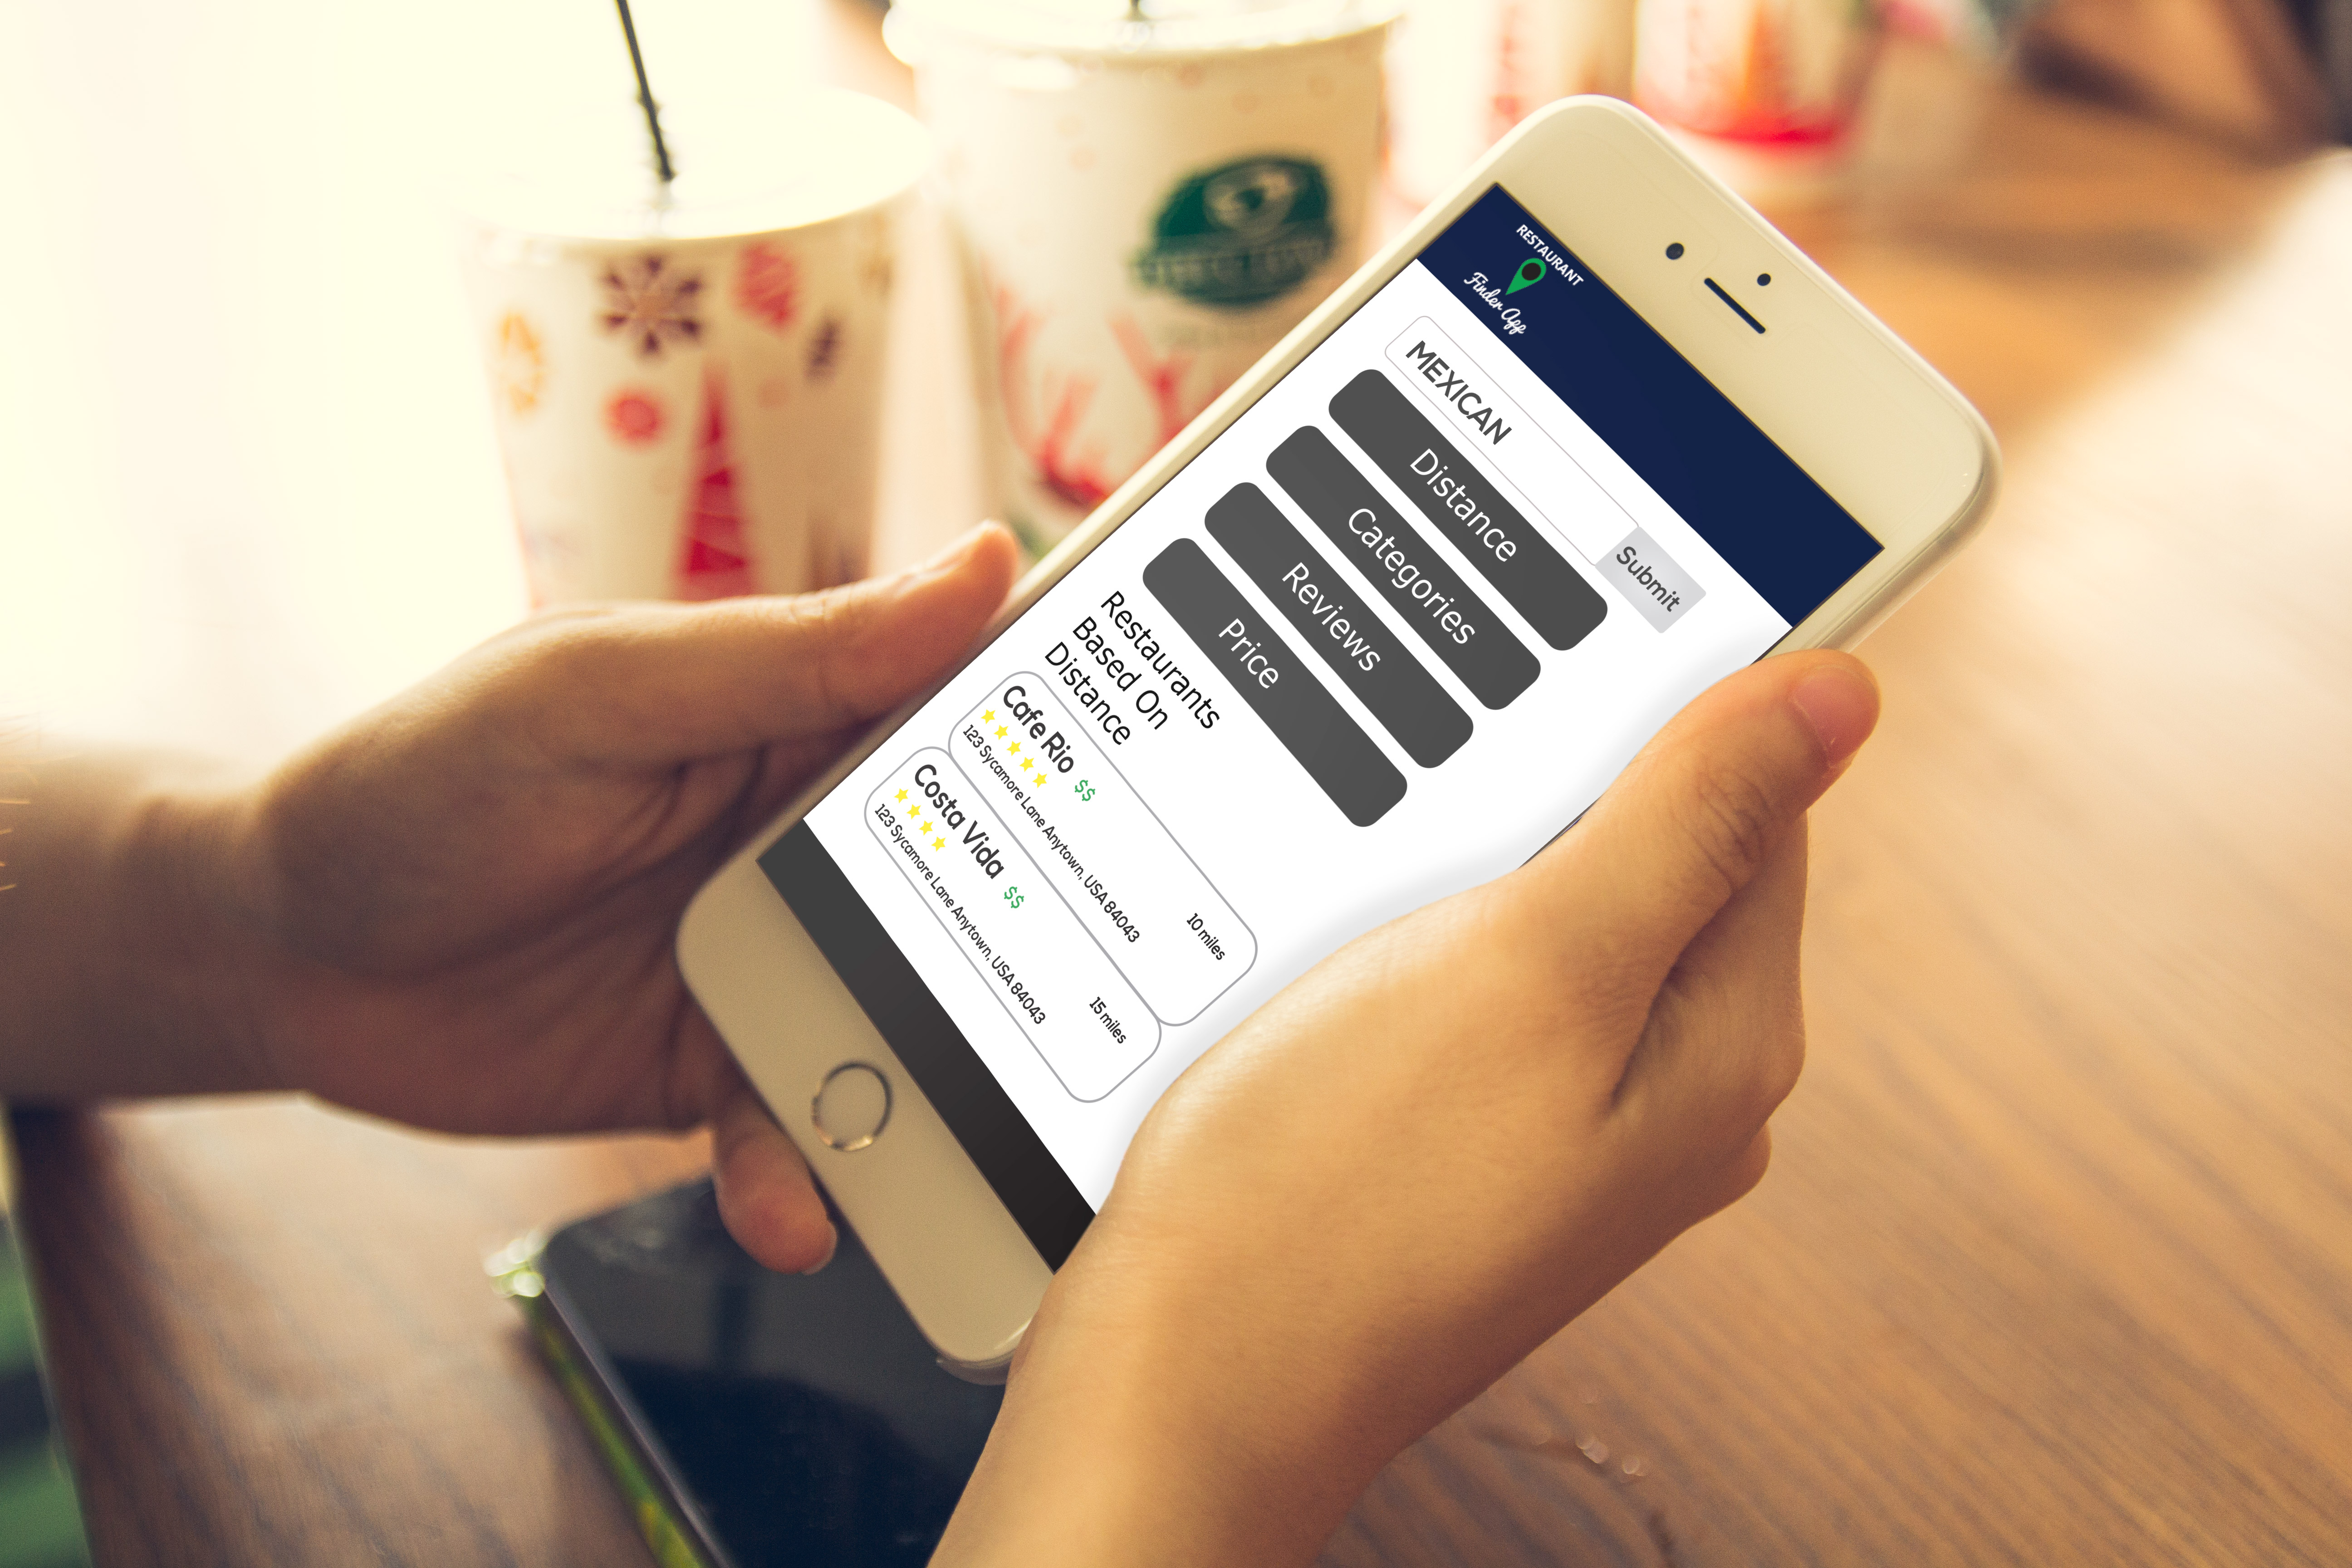 RESTAURANT
Finder App
MEXICAN
Submit
Distance
Categories
Reviews
Price
Restaurants
Based On
Distance
Cafe Rio $$
123 Sycamore Lane Anytown, USA 84043
10 miles
Costa Vida $$
123 Sycamore Lane Anytown, USA 84043
15 miles